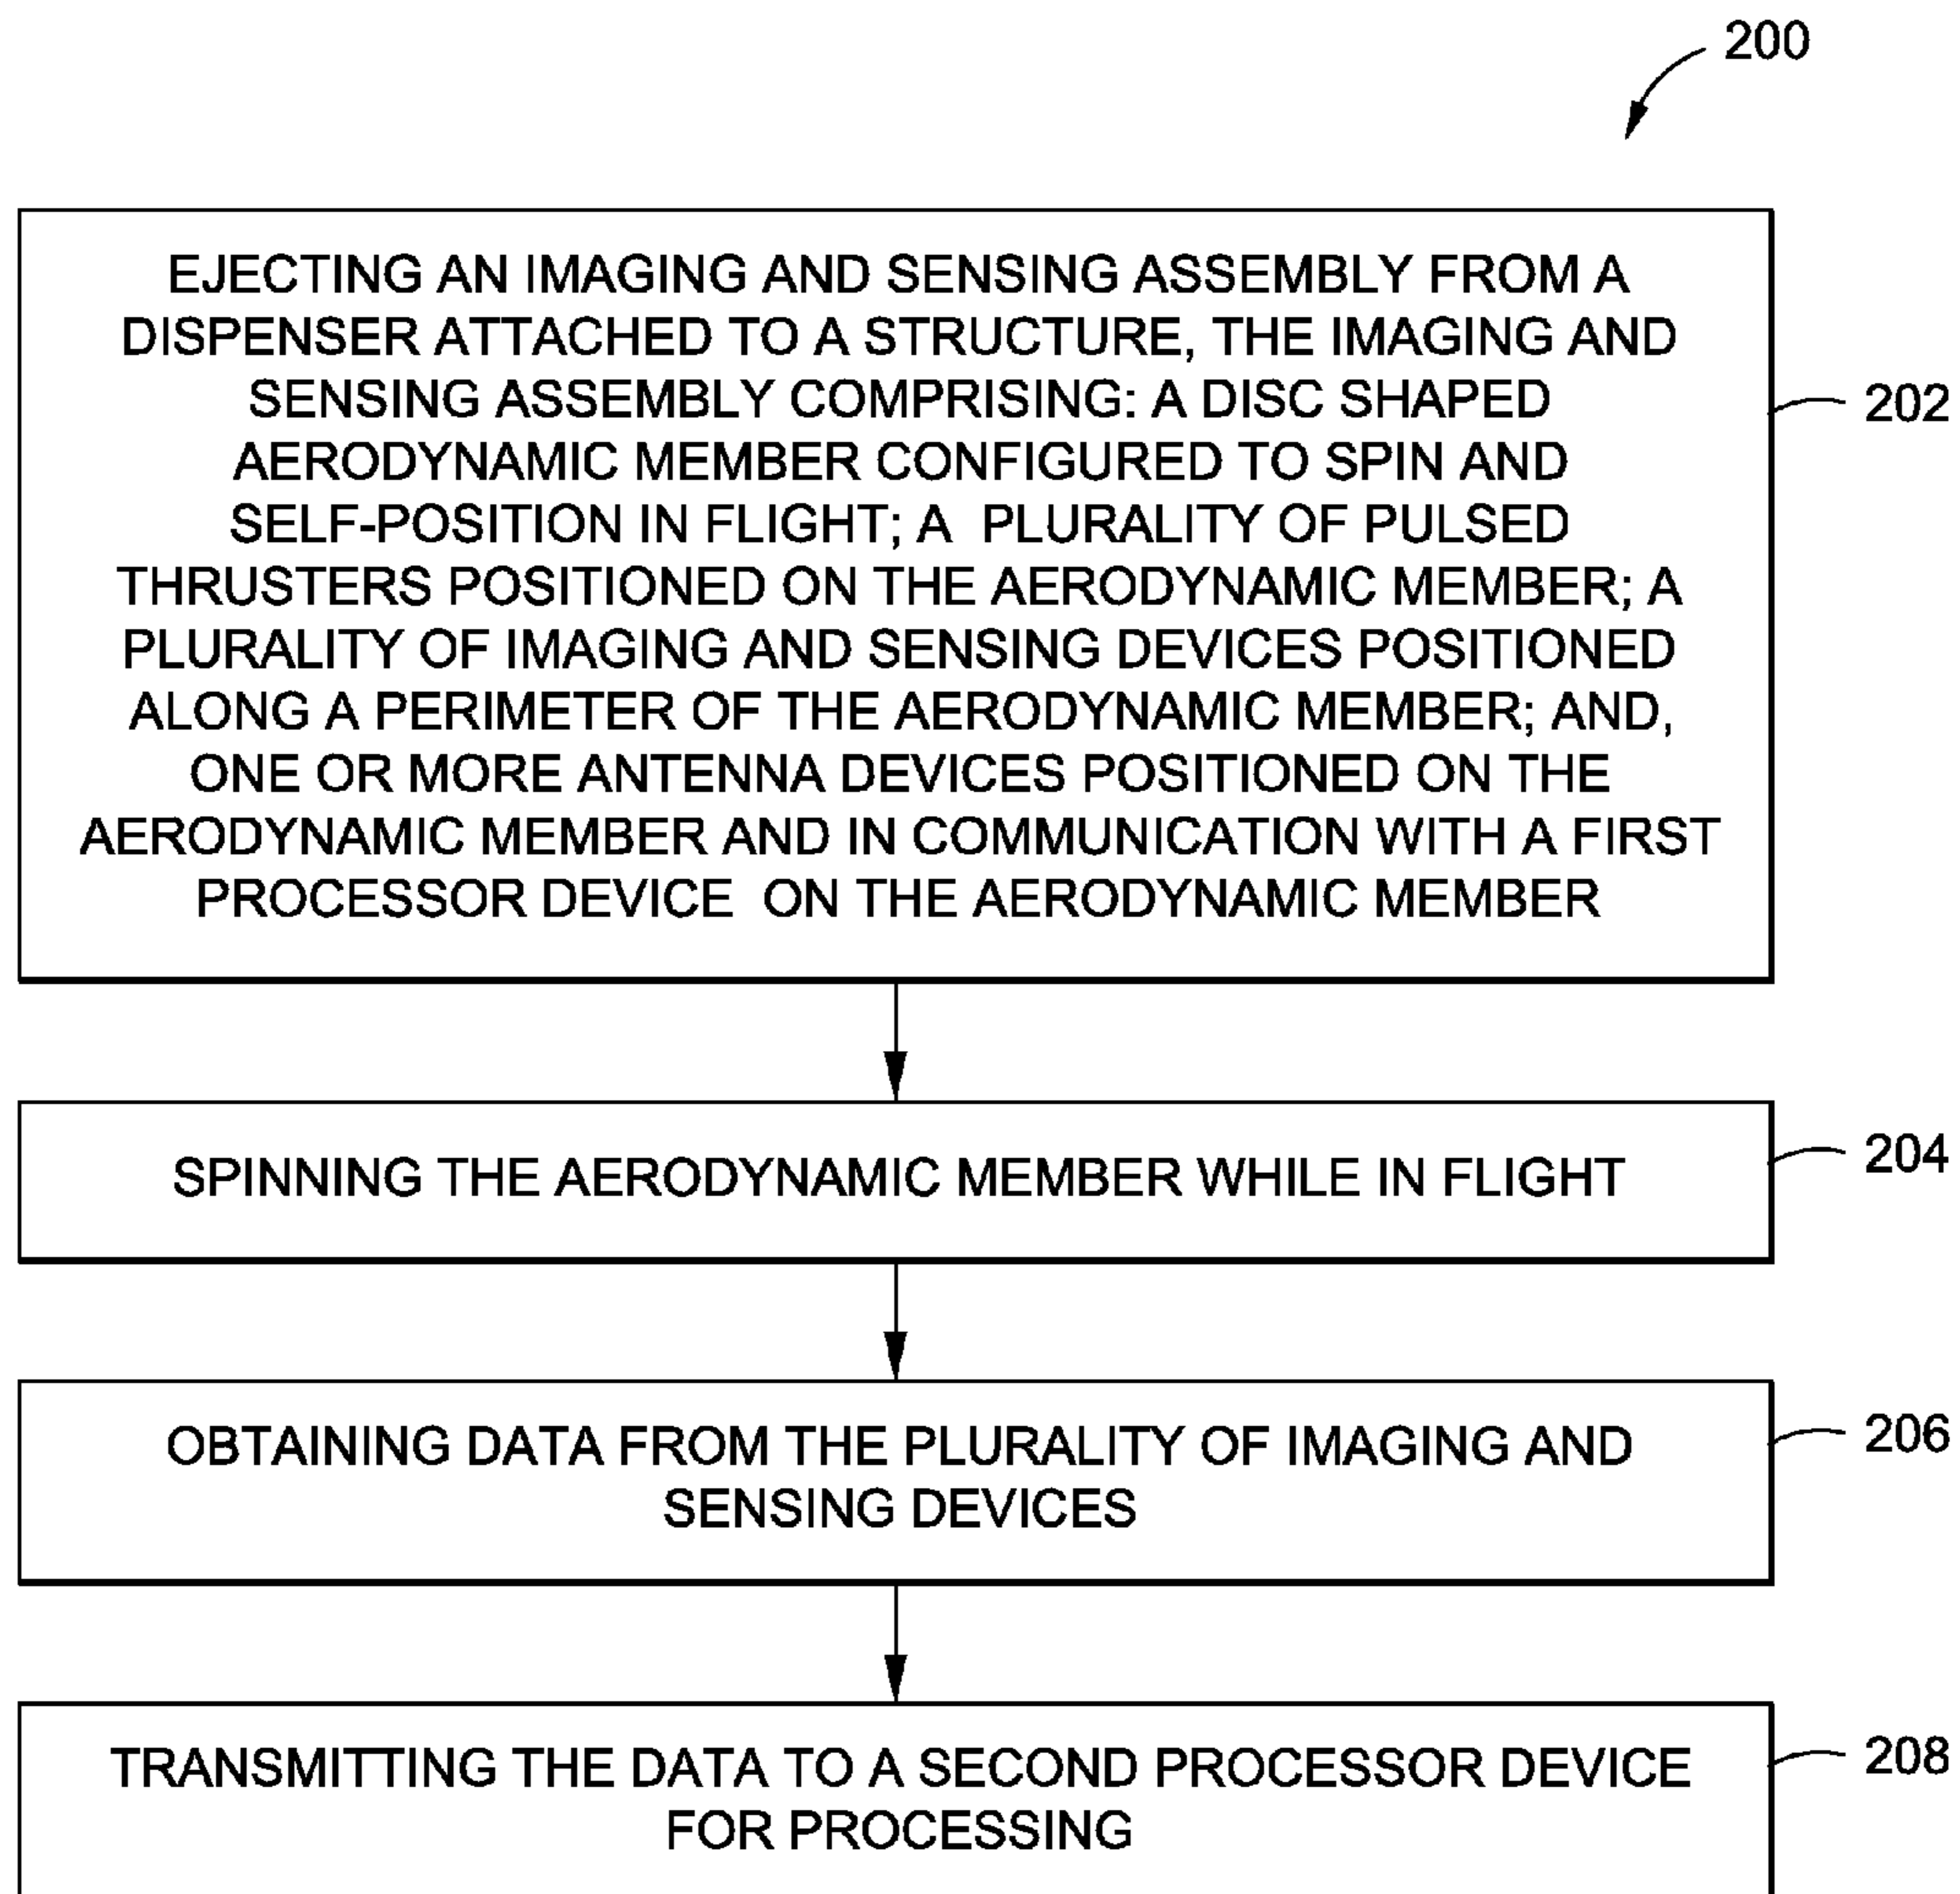 200
EJECTING AN IMAGING AND SENSING ASSEMBLY FROM A
DISPENSER ATTACHED TO A STRUCTURE, THE IMAGING AND
SENSING ASSEMBLY COMPRISING: A DISC SHAPED
AERODYNAMIC MEMBER CONFIGURED TO SPIN AND
SELF-POSITION IN FLIGHT; A PLURALITY OF PULSED
THRUSTERS POSITIONED ON THE AERODYNAMIC MEMBER; A
PLURALITY OF IMAGING AND SENSING DEVICES POSITIONED
ALONG A PERIMETER OF THE AERODYNAMIC MEMBER; AND,
ONE OR MORE ANTENNA DEVICES POSITIONED ON THE
AERODYNAMIC MEMBER AND IN COMMUNICATION WITH A FIRST
PROCESSOR DEVICE ON THE AERODYNAMIC MEMBER
202
SPINNING THE AERODYNAMIC MEMBER WHILE IN FLIGHT
204
OBTAINING DATA FROM THE PLURALITY OF IMAGING AND
SENSING DEVICES
206
TRANSMITTING THE DATA TO A SECOND PROCESSOR DEVICE
FOR PROCESSING
208